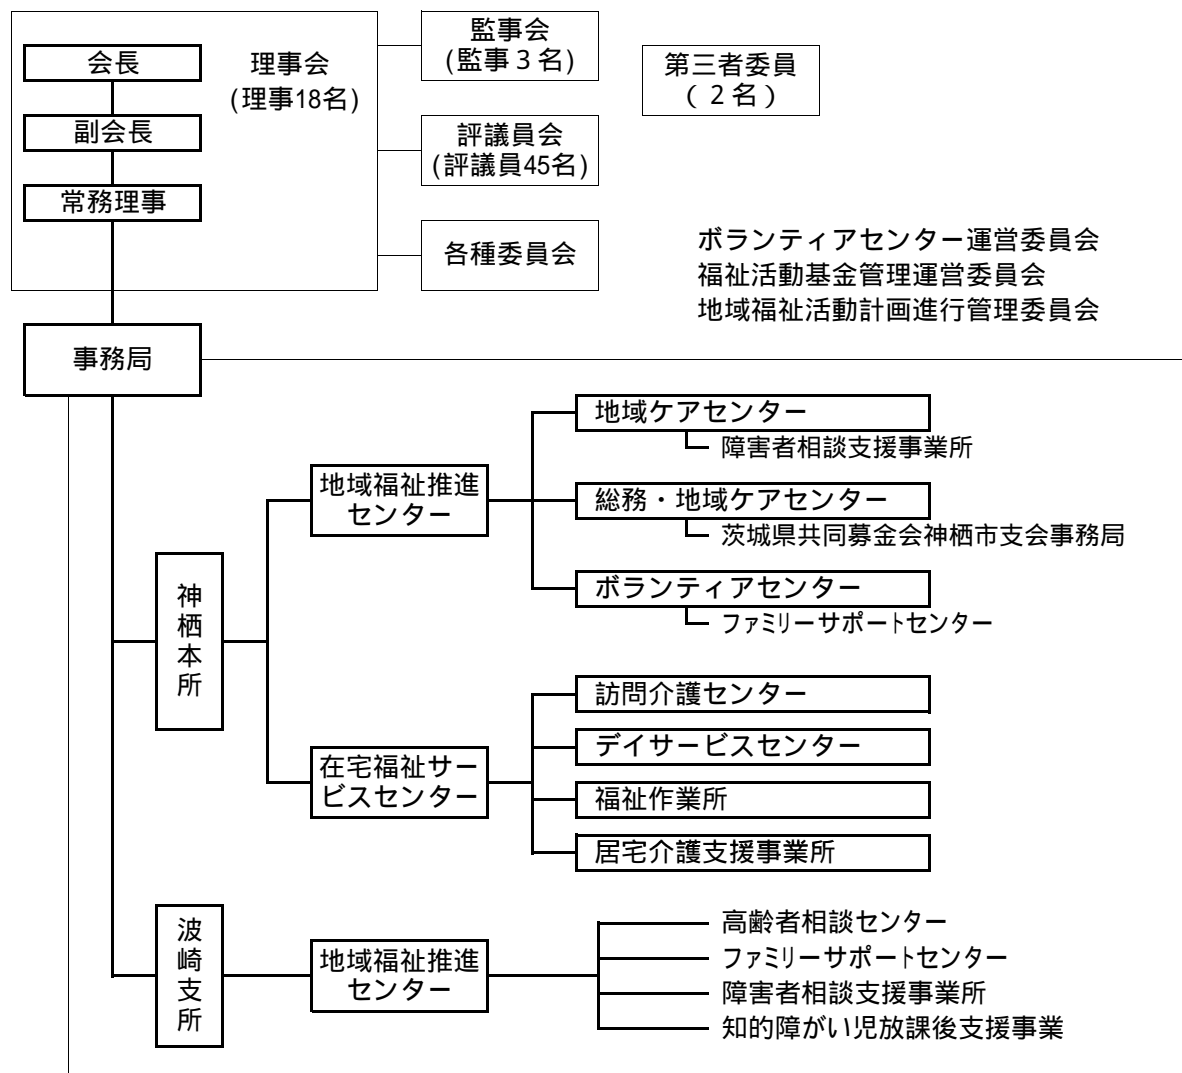 会長
副会長
常務理事
理事会
(理事18名)
監事会
(監事３名)
評議員会
(評議員45名)
各種委員会
第三者委員
（２名）
ボランティアセンター運営委員会
福祉活動基金管理運営委員会
地域福祉活動計画進行管理委員会
事務局
神栖本所
地域福祉推進
センター
地域ケアセンター
障害者相談支援事業所
総務・地域ケアセンター
茨城県共同募金会神栖市支会事務局
ボランティアセンター
ファミリーサポートセンター
在宅福祉サー
ビスセンター
訪問介護センター
デイサービスセンター
福祉作業所
居宅介護支援事業所
波崎支所
地域福祉推進
センター
高齢者相談センター
ファミリーサポートセンター
障害者相談支援事業所
知的障がい児放課後支援事業